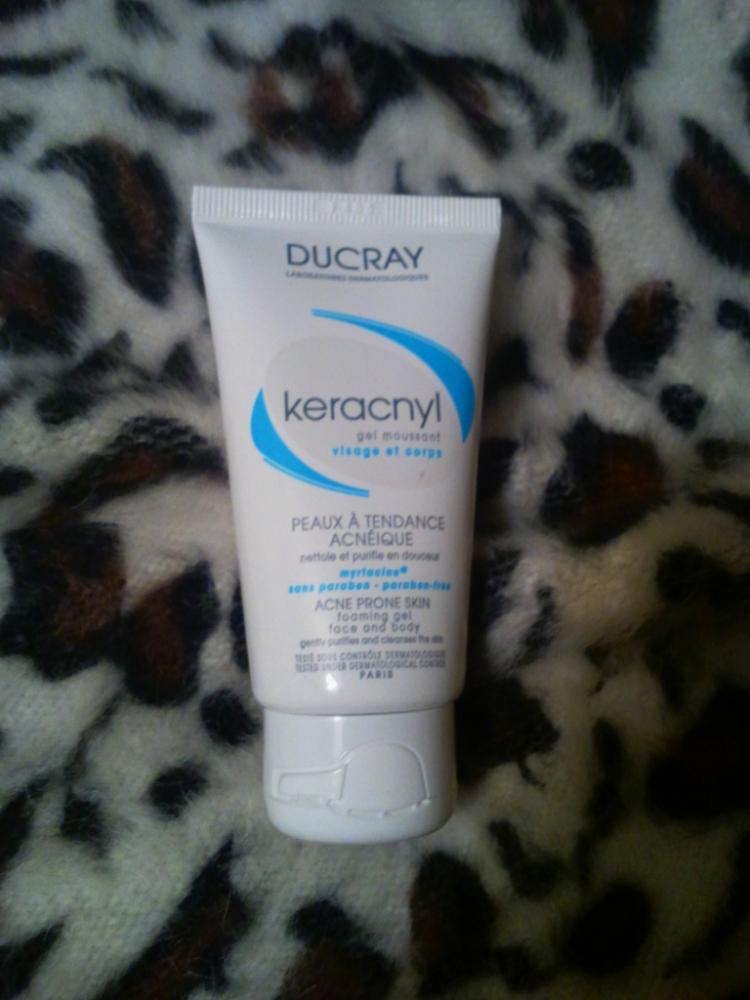 DUCRAY
LABORATOIRES DERMATOLOGIQUES
keracnyl
gel moussant
visage et corps
PEAUX À TENDANCE
ACNÉIQUE
nettoie et purifie en douceur
myrtacine®
sans paraben - paraben-free
ACNE PRONE SKIN
foaming gel
face and body
gently purifies and cleanses the skin
TESTÉ SOUS CONTRÔLE DERMATOLOGIQUE
TESTED UNDER DERMATOLOGICAL CONTROL
PARIS